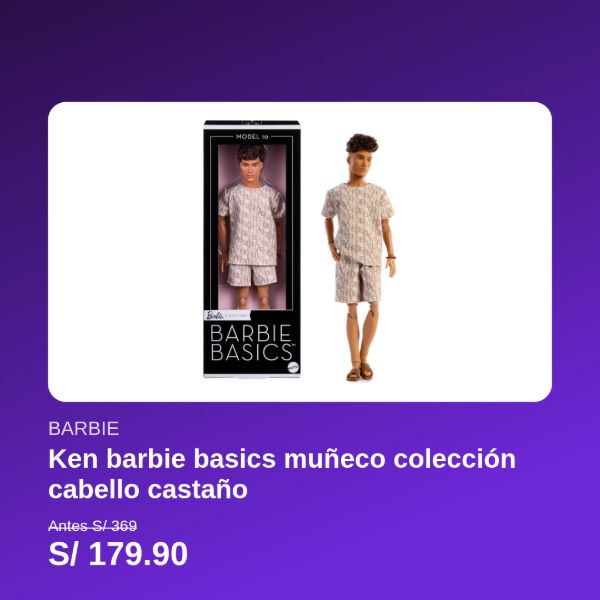 MODEL 10
Barbie
BARBIE
BASICS
BARBIE
Ken barbie basics muñeco colección
cabello castaño
Antes S/ 369
S/ 179.90